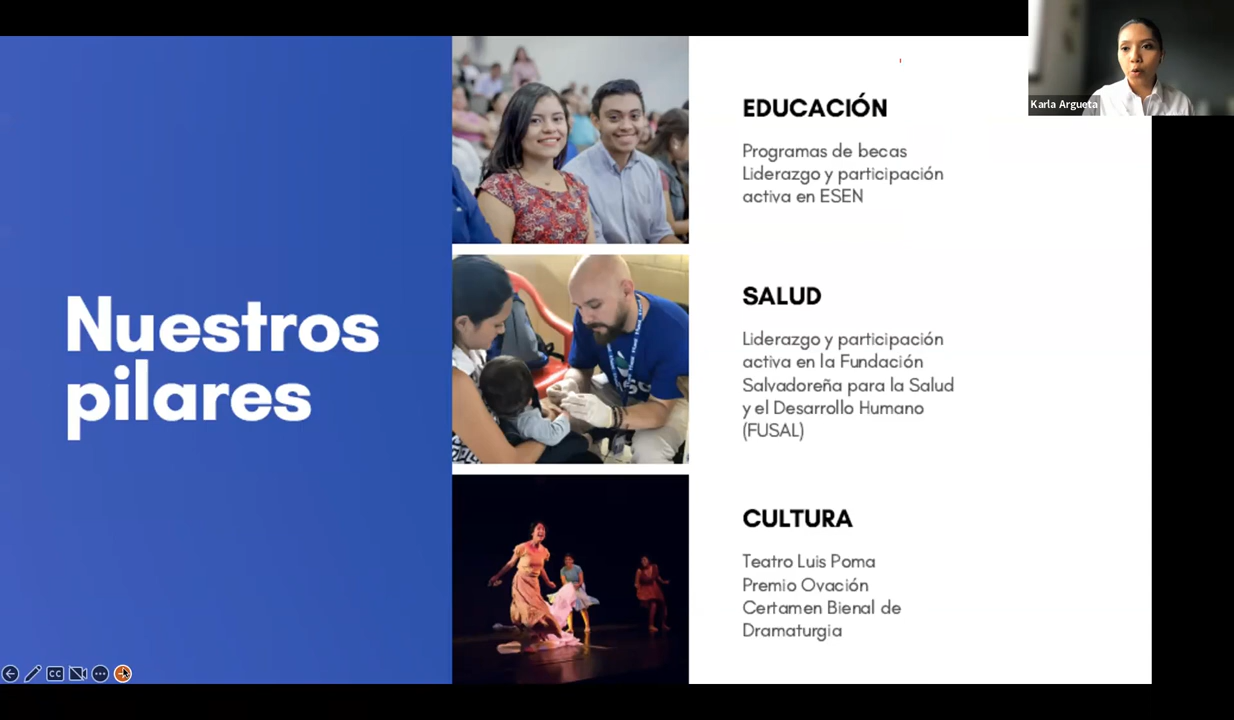 Nuestros
pilares
EDUCACIÓN
Programas de becas
Liderazgo y participación
activa en ESEN
SALUD
Liderazgo y participación
activa en la Fundación
Salvadoreña para la Salud
y el Desarrollo Humano
(FUSAL)
CULTURA
Teatro Luis Poma
Premio Ovación
Certamen Bienal de
Dramaturgia
Karla Argueta
CC